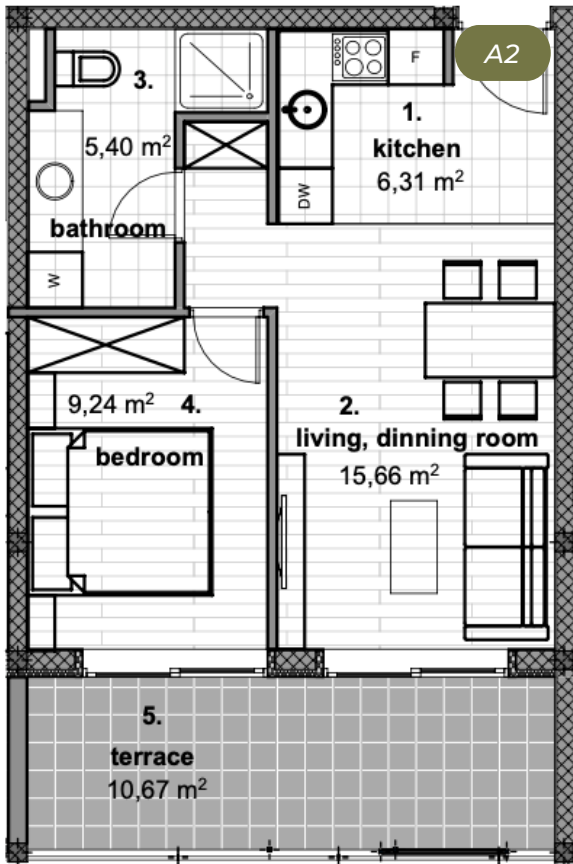 A2
3.
5,40 m²
bathroom
W
F
1.
kitchen
6,31 m²
DW
9,24 m² 4.
bedroom
2.
living, dinning room
15,66 m²
5.
terrace
10,67 m²